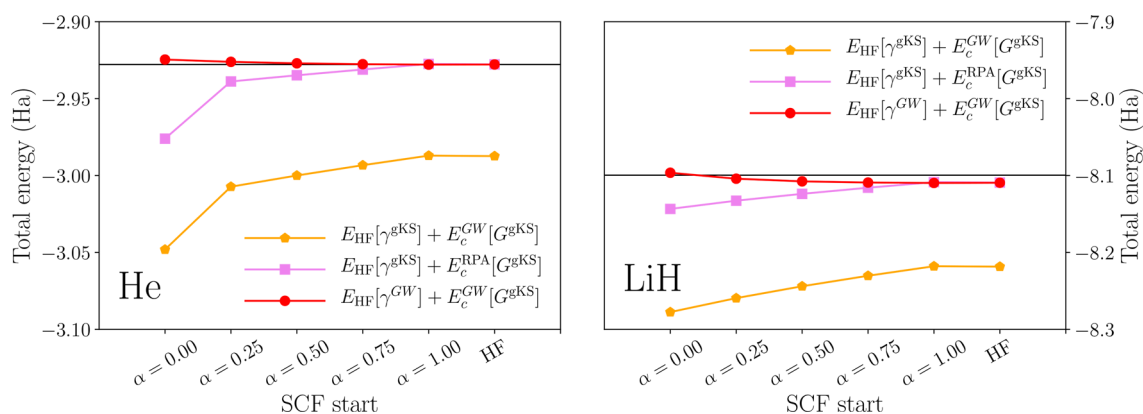 Total energy (Ha)
−2.90
−2.95
−3.00
−3.05
−3.10
He
E_HF[γ^gKS] + E_c^GW[G^gKS]
E_HF[γ^gKS] + E_c^RPA[G^gKS]
E_HF[γ^GW] + E_c^GW[G^gKS]
α = 0.00
α = 0.25
α = 0.50
α = 0.75
α = 1.00
HF
SCF start
E_HF[γ^gKS] + E_c^GW[G^gKS]
E_HF[γ^gKS] + E_c^RPA[G^gKS]
E_HF[γ^GW] + E_c^GW[G^gKS]
LiH
−7.9
−8.0
−8.1
−8.2
−8.3
Total energy (Ha)
α = 0.00
α = 0.25
α = 0.50
α = 0.75
α = 1.00
HF
SCF start